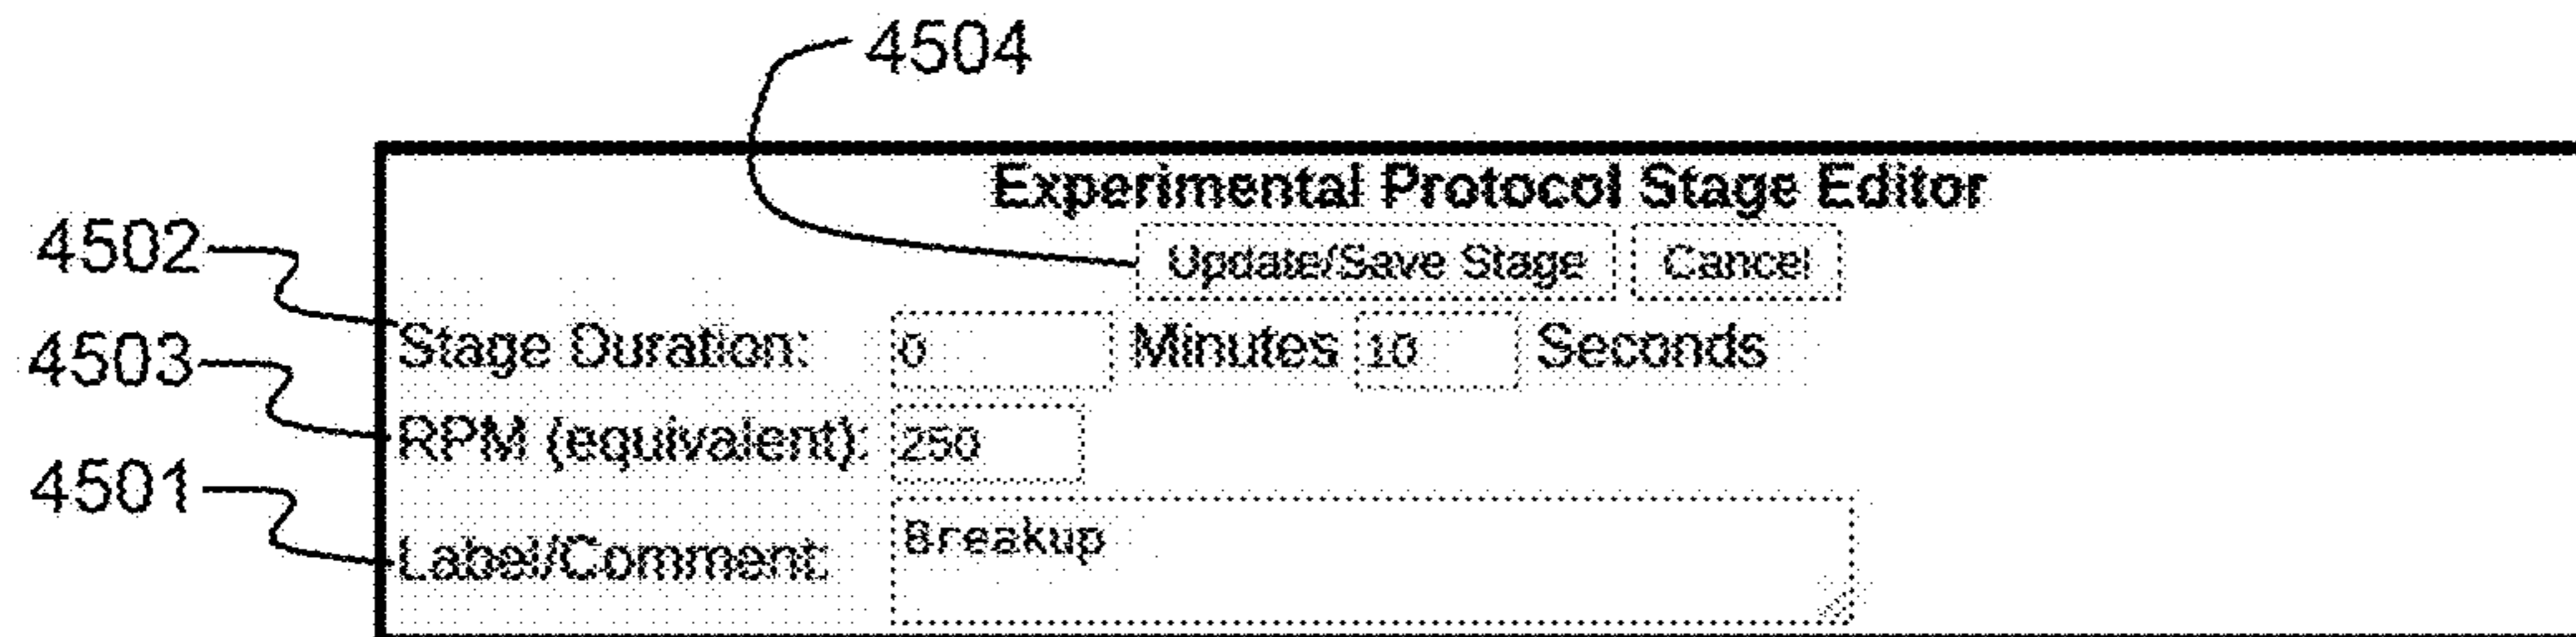 4504
Experimental Protocol Stage Editor
Update/Save Stage Cancel
4502
Stage Duration: 0 Minutes 10 Seconds
4503
RPM (equivalent): 250
4501
Label/Comment: Breakup